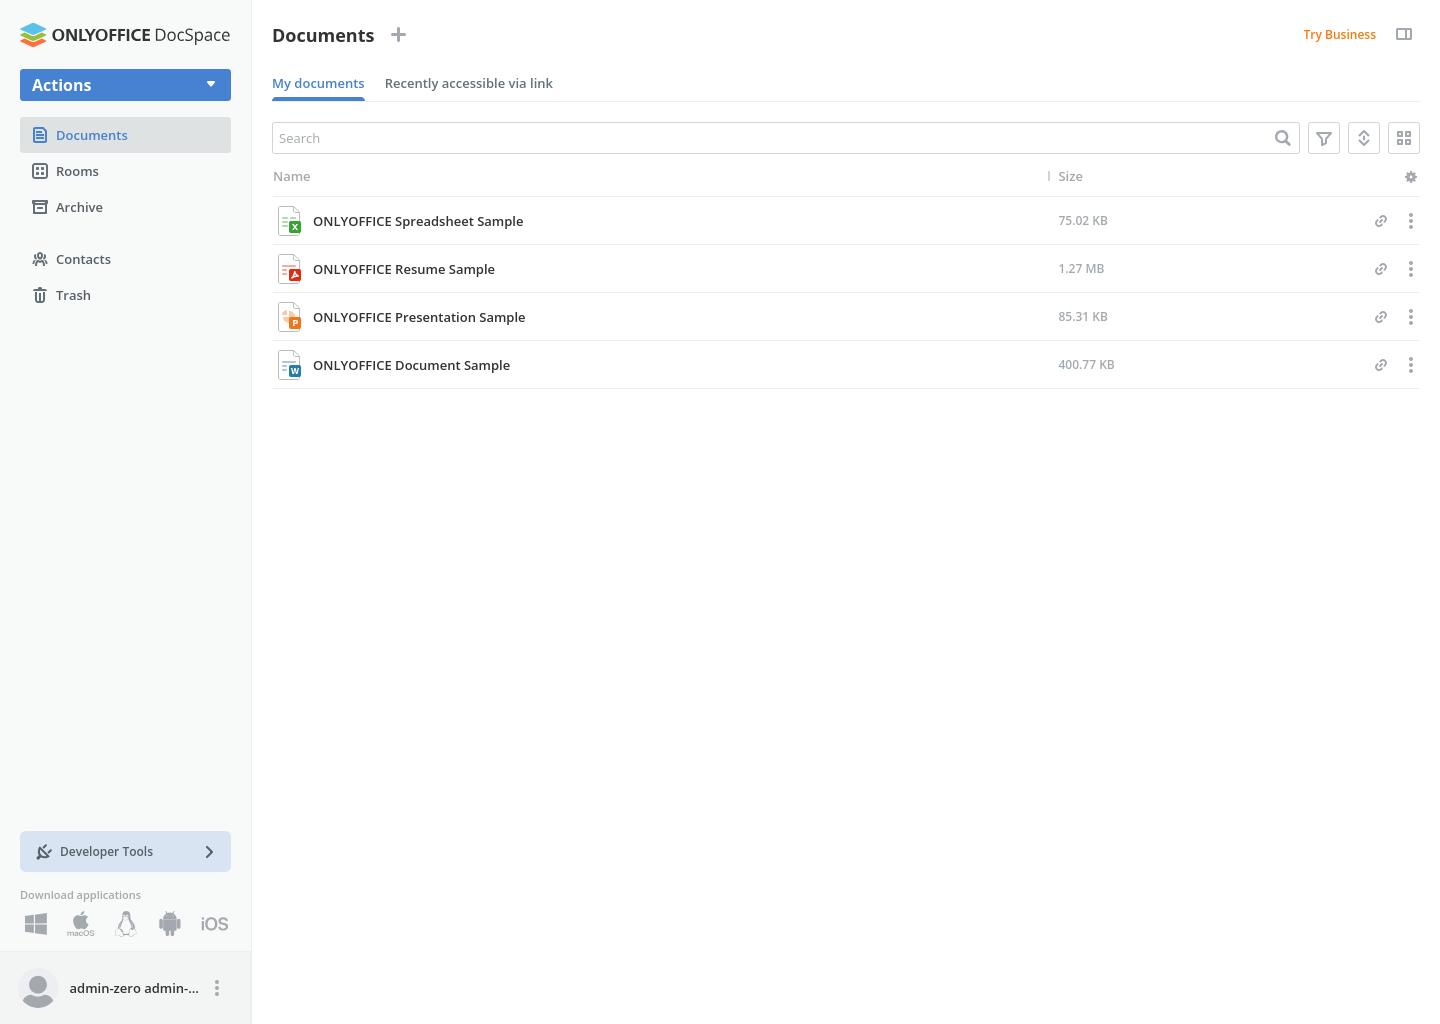 ONLYOFFICE DocSpace
Actions
Documents
Rooms
Archive
Contacts
Trash
Developer Tools
Download applications
macOS
iOS
admin-zero admin-...
Documents
Try Business
My documents
Recently accessible via link
Search
Name
Size
ONLYOFFICE Spreadsheet Sample
75.02 KB
ONLYOFFICE Resume Sample
1.27 MB
ONLYOFFICE Presentation Sample
85.31 KB
ONLYOFFICE Document Sample
400.77 KB